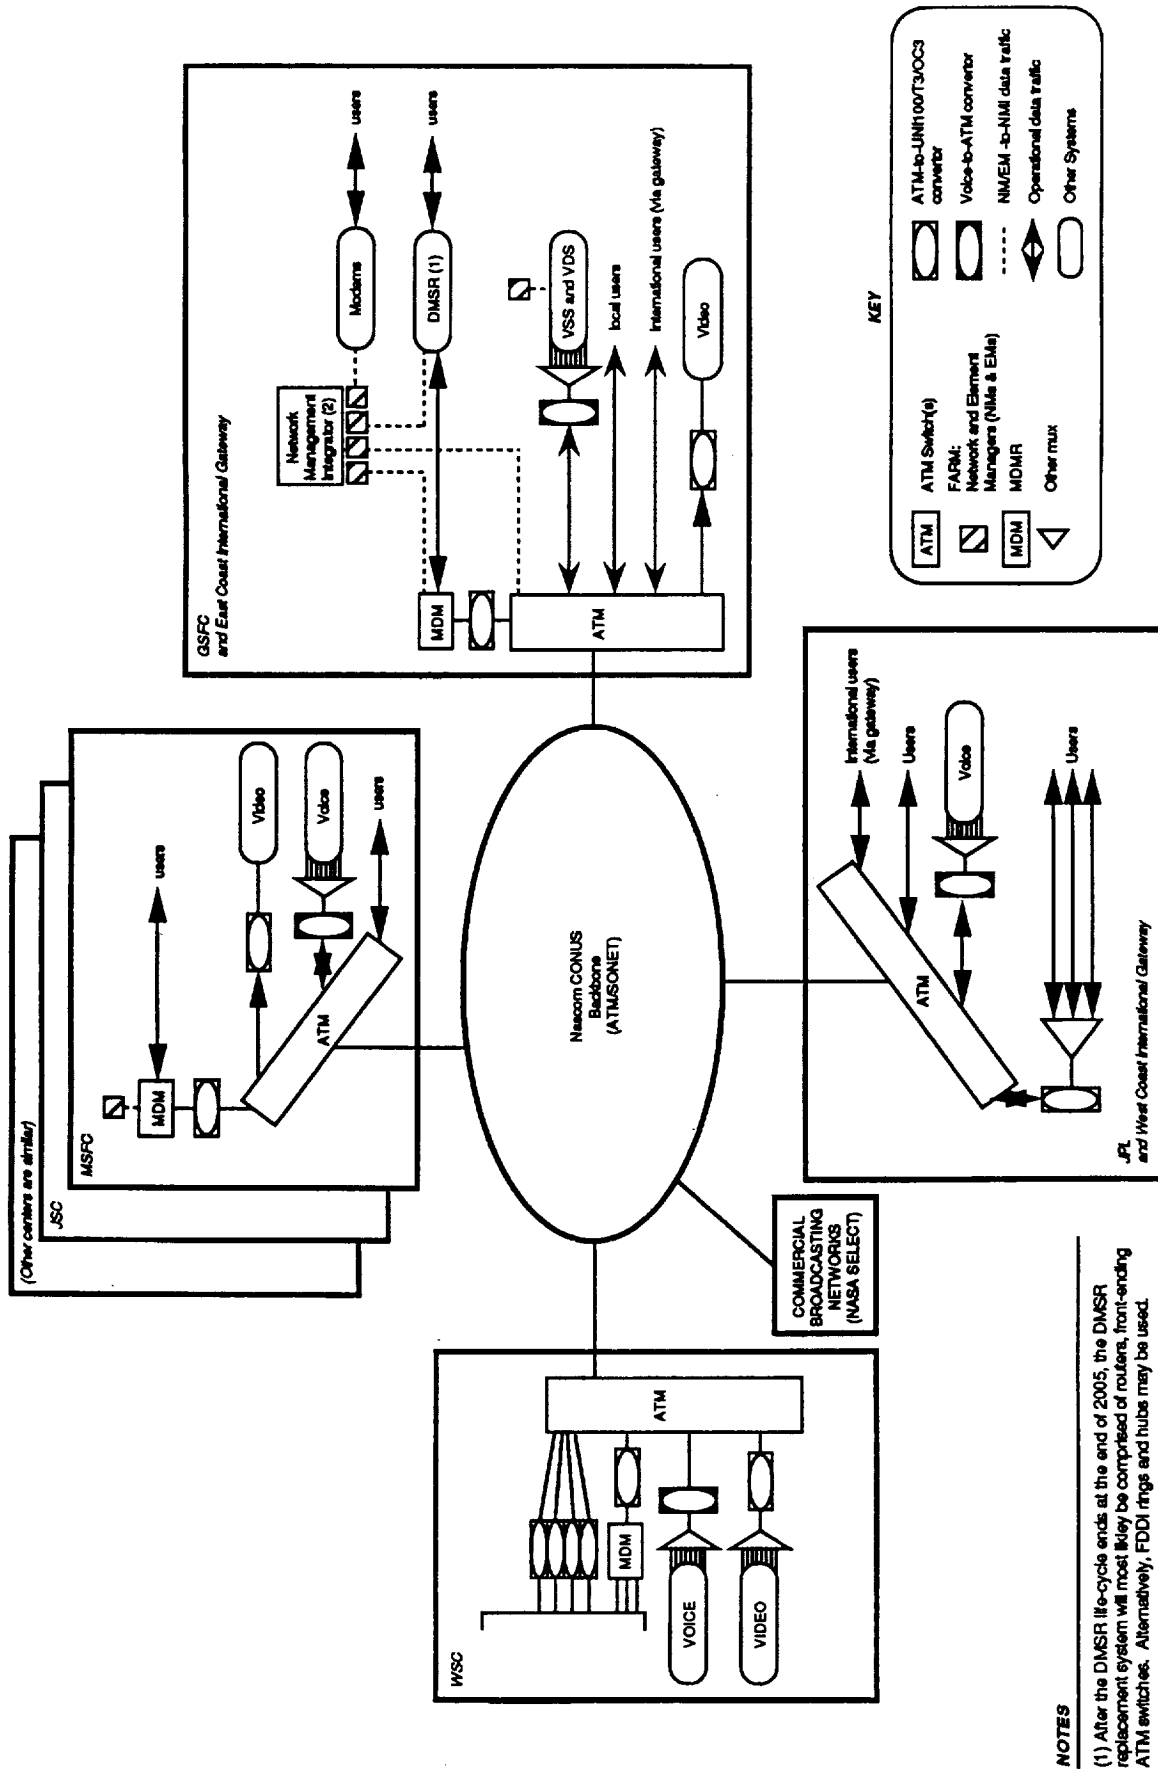 (Other centers are similar)
JSC
MSFC
MDM
users
Video
Voice
users
ATM
GSFC
and East Coast International Gateway
Network
Management
Integrator (2)
Modems
users
DMSR (1)
users
MDM
ATM
VSS and VDS
local users
International users (via gateway)
Video
Nascom CONUS
Backbone
(ATM/SONET)
WSC
MDM
VOICE
VIDEO
ATM
COMMERCIAL
BROADCASTING
NETWORKS
(NASA SELECT)
JPL
and West Coast International Gateway
ATM
International users
(via gateway)
Users
Voice
Users
KEY
ATM
ATM Switch(s)
FARM:
Network and Element
Managers (NMs & EMs)
MDM
MDMR
Other mux
ATM-to-UNI100/T3/OC3
convertor
Voice-to-ATM convertor
NM/EM -to-NMI data traffic
Operational data traffic
Other Systems
NOTES
(1) After the DMSR life-cycle ends at the end of 2005, the DMSR
replacement system will most likley be comprised of routers, front-ending
ATM switches. Alternatively, FDDI rings and hubs may be used.